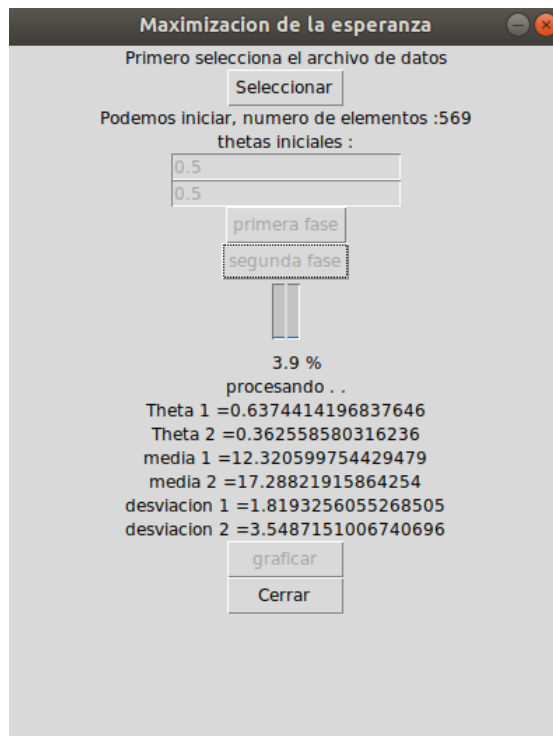 Maximizacion de la esperanza
Primero selecciona el archivo de datos
Seleccionar
Podemos iniciar, numero de elementos :569
thetas iniciales :
0.5
0.5
primera fase
segunda fase
3.9 %
procesando . .
Theta 1 =0.6374414196837646
Theta 2 =0.362558580316236
media 1 =12.320599754429479
media 2 =17.28821915864254
desviacion 1 =1.8193256055268505
desviacion 2 =3.5487151006740696
graficar
Cerrar